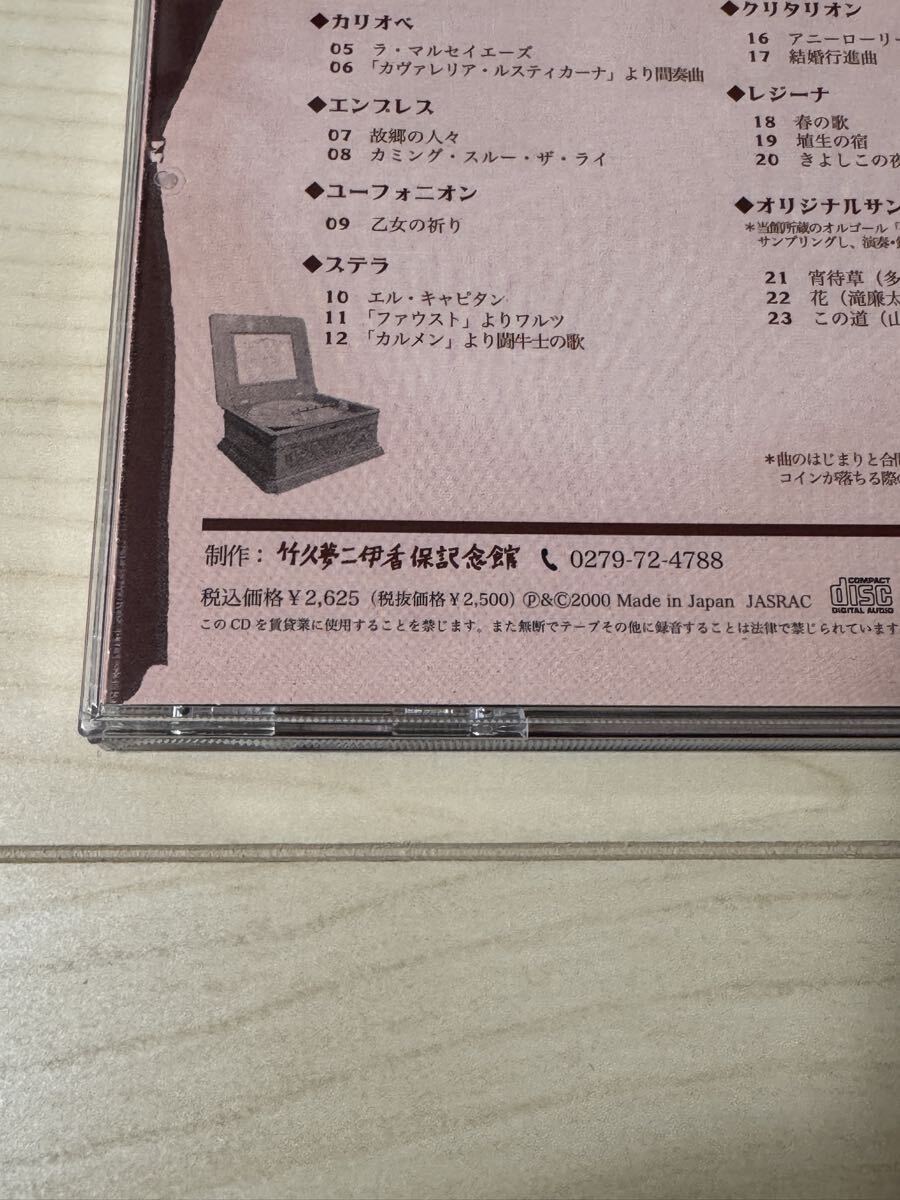 ◆カリオペ
05 ラ・マルセイエーズ
06 「カヴァレリア・ルスティカーナ」より間奏曲
◆エンプレス
07 故郷の人々
08 カミング・スルー・ザ・ライ
◆ユーフォニオン
09 乙女の祈り
◆ステラ
10 エル・キャピタン
11 「ファウスト」よりワルツ
12 「カルメン」より闘牛士の歌
◆クリタリオン
16 アニーローリー
17 結婚行進曲
◆レジーナ
18 春の歌
19 埴生の宿
20 きよしこの夜
◆オリジナルサン
＊当館所蔵のオルゴール「
サンプリングし、演奏・
21 宵待草（多
22 花（滝廉太
23 この道（山
＊曲のはじまりと合間
コインが落ちる際の
制作：竹久夢二伊香保記念館 0279-72-4788
税込価格￥2,625（税抜価格￥2,500）Ⓟ&Ⓒ2000 Made in Japan JASRAC
COMPACT
disc
DIGITAL AUDIO
このCDを賃貸業に使用することを禁じます。また無断でテープその他に録音することは法律で禁じられています